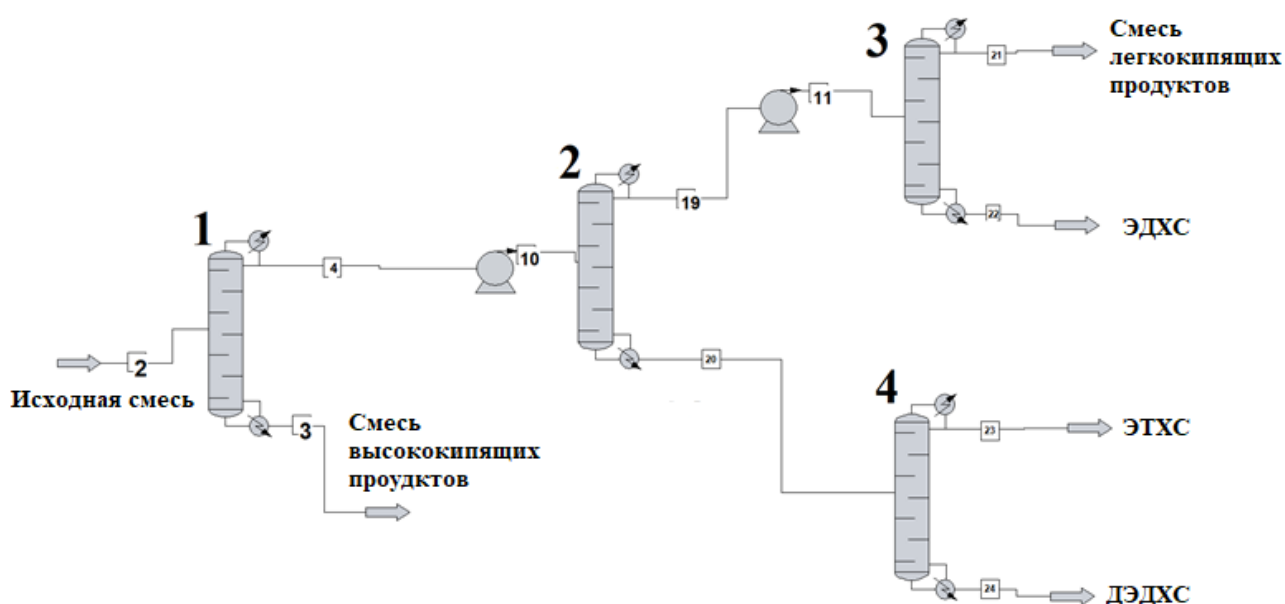 3
21
Смесь
легкокипящих
продуктов
11
2
19
22
ЭДХС
1
4
10
2
Исходная смесь
3
Смесь
высококипящих
проудктов
20
4
23
ЭТХС
24
ДЭДХС